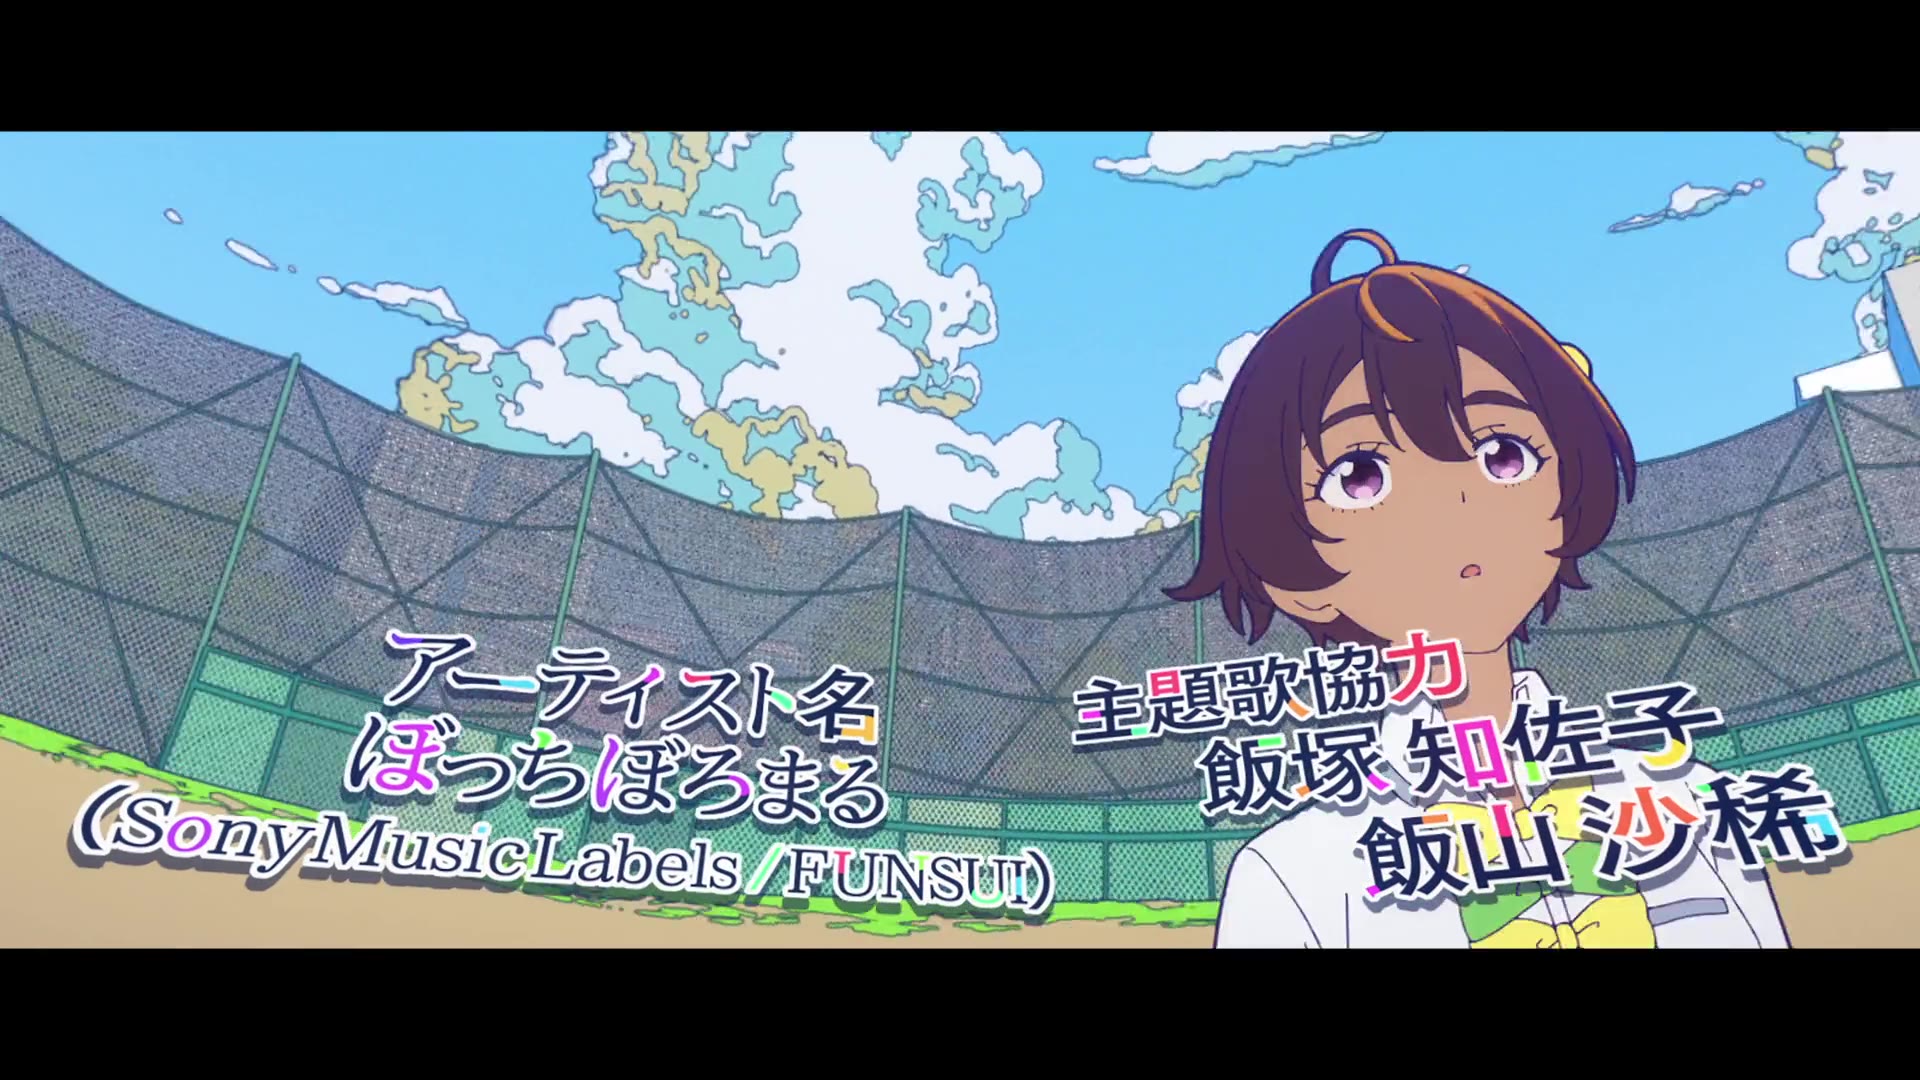 アーティスト名
ぼっちぼろまる
(SonyMusicLabels/FUNSUI)
主題歌協力
飯塚 知佐子
飯山 沙稀